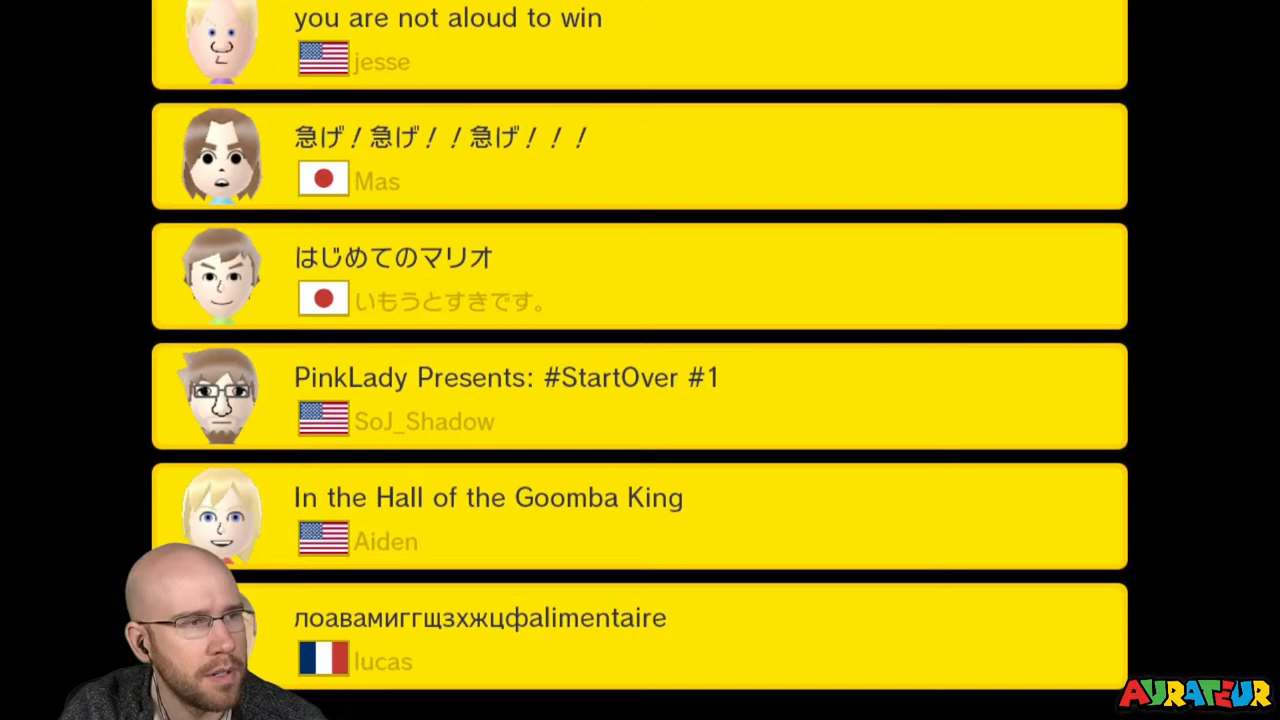 you are not aloud to win
jesse
急げ！急げ！！急げ！！！
Mas
はじめてのマリオ
いもうとすきです。
PinkLady Presents: #StartOver #1
SoJ_Shadow
In the Hall of the Goomba King
Aiden
лоавамиггщзхжцфalimentaire
lucas
AURATEUR